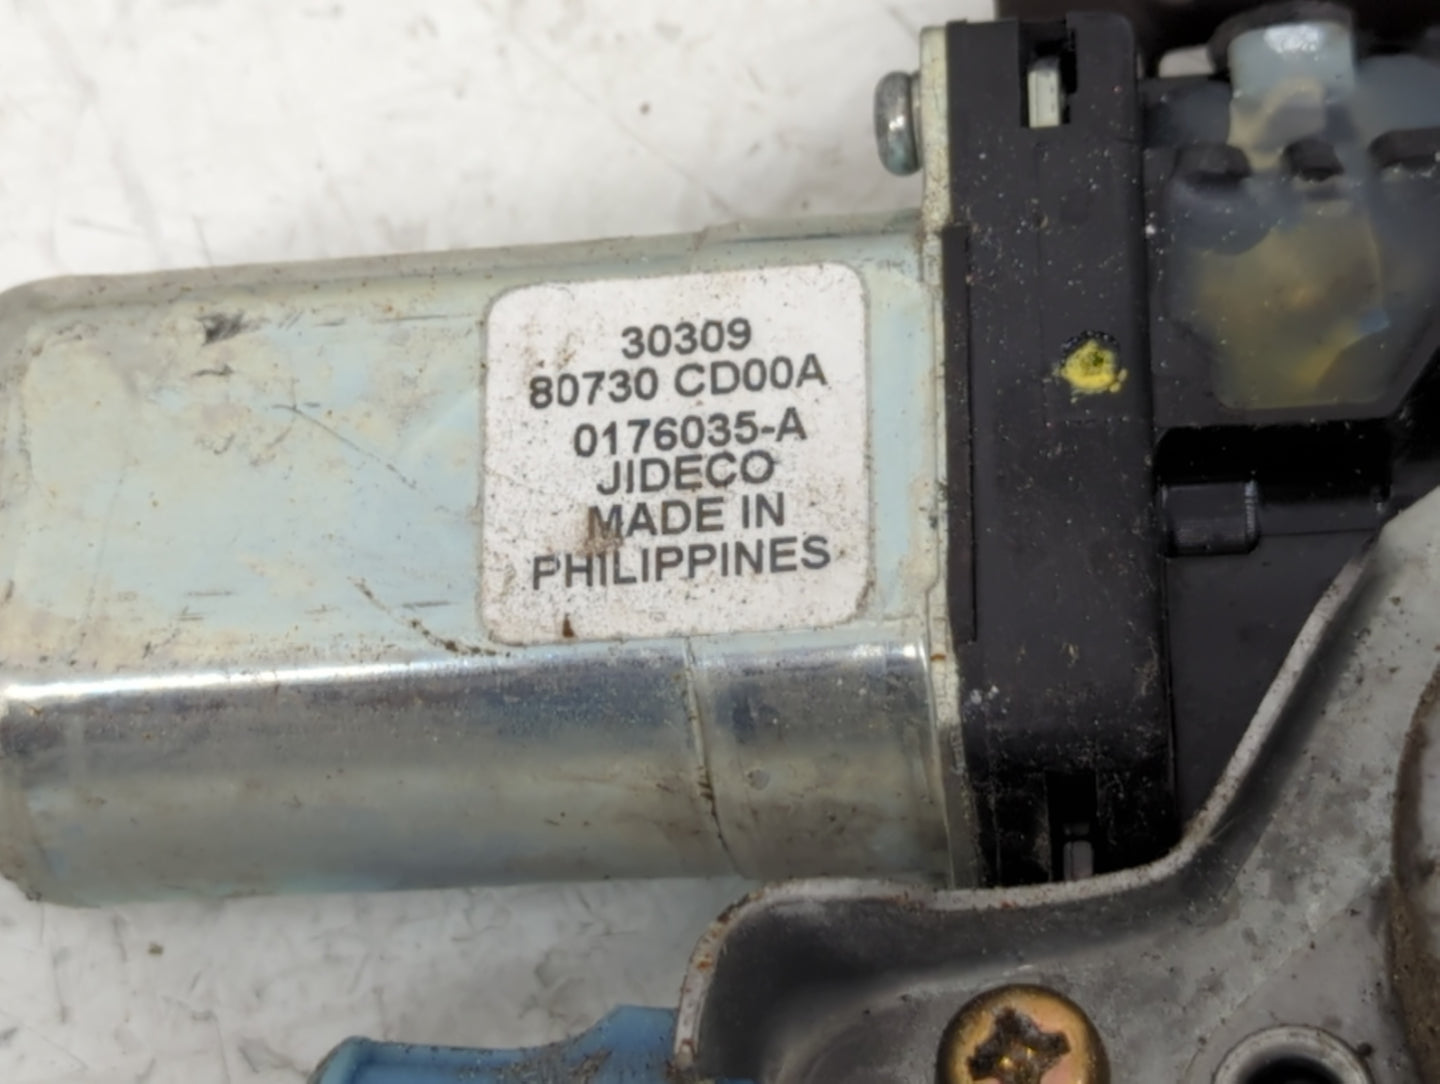 30309
80730 CD00A
0176035-A
JIDECO
MADE IN
PHILIPPINES